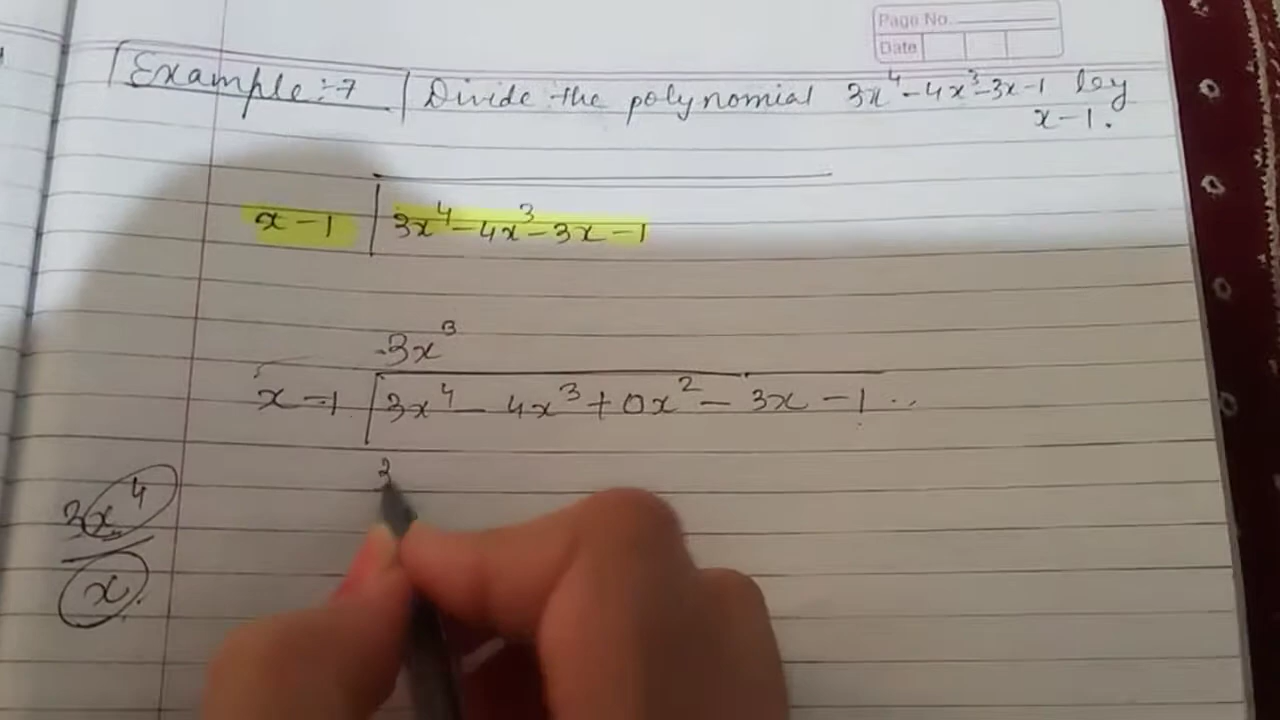 Page No.
Date
Example:-7 Divide the polynomial 3x⁴-4x³-3x-1 by
x-1.
x-1 3x⁴-4x³-3x-1
3x³
x-1 3x⁴-4x³+0x²-3x-1
3
3x⁴
x